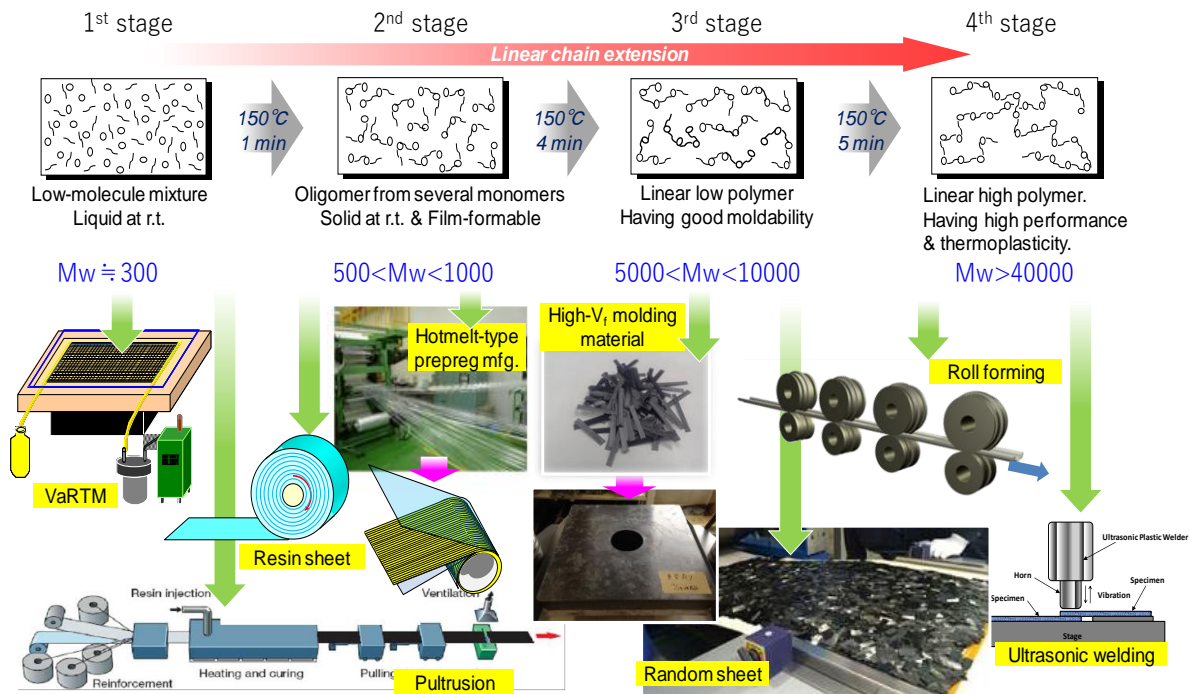 1st stage
2nd stage
3rd stage
4th stage
Linear chain extension
150℃
1 min
150℃
4 min
150℃
5 min
Low-molecule mixture
Liquid at r.t.
Oligomer from several monomers
Solid at r.t. & Film-formable
Linear low polymer
Having good moldability
Linear high polymer.
Having high performance
& thermoplasticity.
Mw≒300
500<Mw<1000
5000<Mw<10000
Mw>40000
Hotmelt-type
prepreg mfg.
High-Vf molding
material
Roll forming
VaRTM
Resin sheet
Ultrasonic Plastic Welder
Horn
Vibration
Specimen
Specimen
Stage
Ultrasonic welding
Resin injection
Ventilation
Reinforcement
Heating and curing
Pulling
Pultrusion
Random sheet